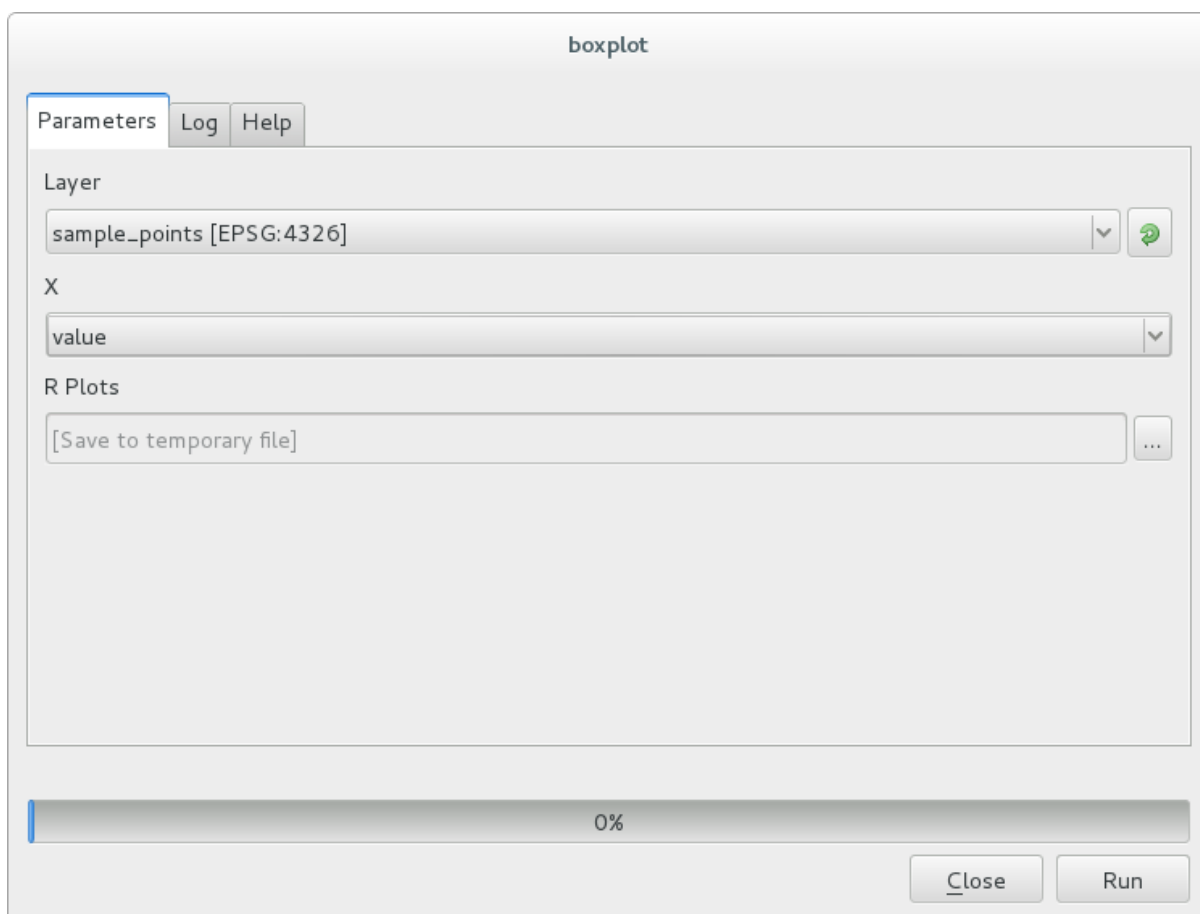 boxplot
Parameters Log Help
Layer
sample_points [EPSG:4326]
X
value
R Plots
[Save to temporary file] ...
0%
Close Run